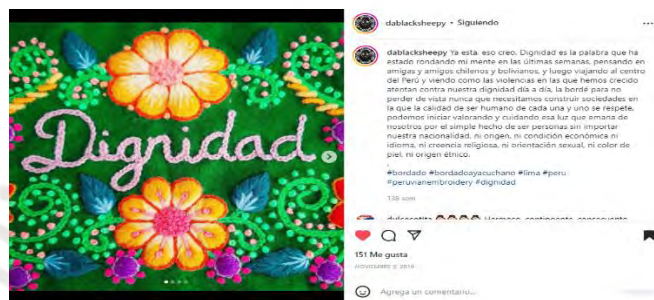 Dignidad
dablacksheepy • Siguiendo
dablacksheepy Ya esta, eso creo. Dignidad es la palabra que ha
estado rondando mi mente en las últimas semanas, pensando en
amigas y amigos chilenos y bolivianos, y luego viajando al centro
del Perú y viendo como las violencias en las que hemos crecido
atentan contra nuestra dignidad día a día, la bordé para no
perder de vista nunca que necesitamos construir sociedades en
la que la calidad de ser humano de cada una y uno se respete,
podemos iniciar valorando y cuidando esa luz que emana de
nosotros por el simple hecho de ser personas sin importar
nuestra nacionalidad, ni origen, ni condición económica ni
idioma, ni creencia religiosa, ni orientación sexual, ni color de
piel, ni origen étnico.
.
#bordado #bordadoayacuchano #lima #peru
#peruvianembroidery #dignidad
138 sem
151 Me gusta
NOVIEMBRE
Agrega un comentario...